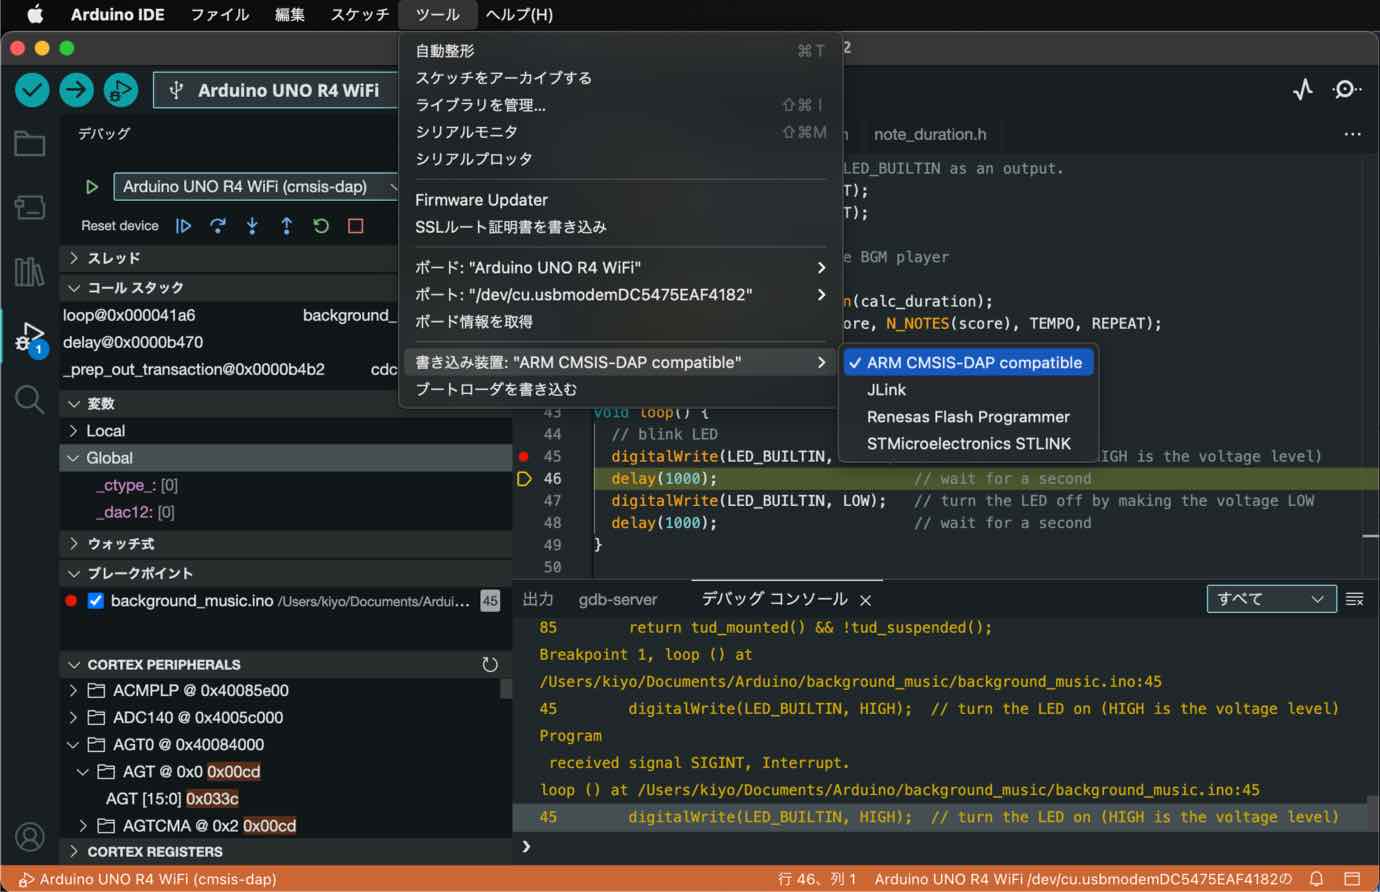 Arduino IDE ファイル 編集 スケッチ ツール ヘルプ(H)
2
Arduino UNO R4 WiFi
デバッグ
Arduino UNO R4 WiFi (cmsis-dap)
Reset device
スレッド
コール スタック
loop@0x000041a6 background_
delay@0x0000b470
_prep_out_transaction@0x0000b4b2 cdc
変数
Local
Global
_ctype_: [0]
_dac12: [0]
ウォッチ式
ブレークポイント
background_music.ino /Users/kiyo/Documents/Ardui... 45
CORTEX PERIPHERALS
ACMPLP @ 0x40085e00
ADC140 @ 0x4005c000
AGT0 @ 0x40084000
AGT @ 0x0 0x00cd
AGT [15:0] 0x033c
AGTCMA @ 0x2 0x00cd
CORTEX REGISTERS
自動整形 ⌘T
スケッチをアーカイブする
ライブラリを管理... ⇧⌘I
シリアルモニタ ⇧⌘M
シリアルプロッタ
Firmware Updater
SSLルート証明書を書き込み
ボード: "Arduino UNO R4 WiFi"
ポート: "/dev/cu.usbmodemDC5475EAF4182"
ボード情報を取得
書き込み装置: "ARM CMSIS-DAP compatible"
ブートローダを書き込む
ARM CMSIS-DAP compatible
JLink
Renesas Flash Programmer
STMicroelectronics STLINK
n note_duration.h ...
LED_BUILTIN as an output.
T);
T);
e BGM player
n(calc_duration);
ore, N_NOTES(score), TEMPO, REPEAT);
43 void loop() {
44 // blink LED
45 digitalWrite(LED_BUILTIN, HIGH is the voltage level)
46 delay(1000); // wait for a second
47 digitalWrite(LED_BUILTIN, LOW); // turn the LED off by making the voltage LOW
48 delay(1000); // wait for a second
49 }
50
出力 gdb-server デバッグ コンソール すべて
85 return tud_mounted() && !tud_suspended();
Breakpoint 1, loop () at
/Users/kiyo/Documents/Arduino/background_music/background_music.ino:45
45 digitalWrite(LED_BUILTIN, HIGH); // turn the LED on (HIGH is the voltage level)
Program
received signal SIGINT, Interrupt.
loop () at /Users/kiyo/Documents/Arduino/background_music/background_music.ino:45
45 digitalWrite(LED_BUILTIN, HIGH); // turn the LED on (HIGH is the voltage level)
Arduino UNO R4 WiFi (cmsis-dap) 行 46、列 1 Arduino UNO R4 WiFi /dev/cu.usbmodemDC5475EAF4182の
1